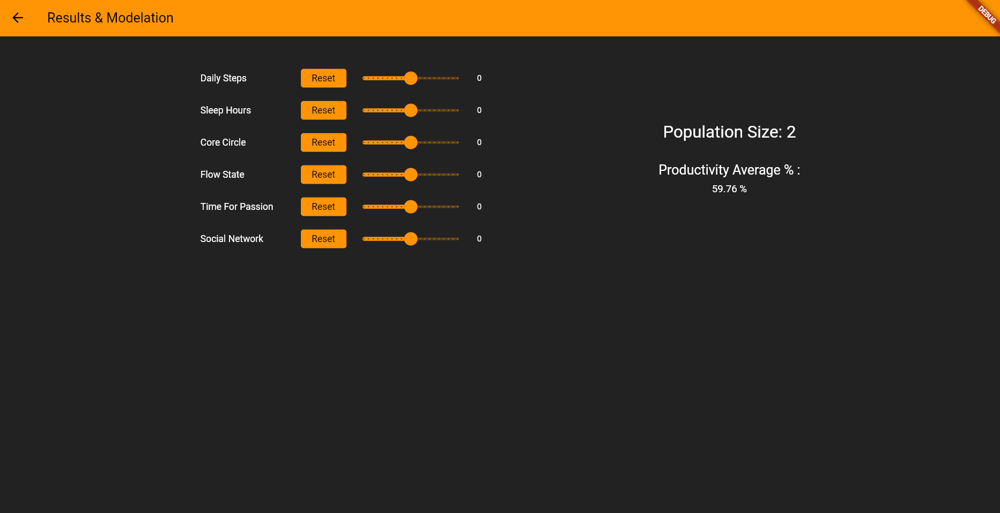 Results & Modelation
DEBUG
Daily Steps Reset 0
Sleep Hours Reset 0
Core Circle Reset 0
Flow State Reset 0
Time For Passion Reset 0
Social Network Reset 0
Population Size: 2
Productivity Average % :
59.76 %